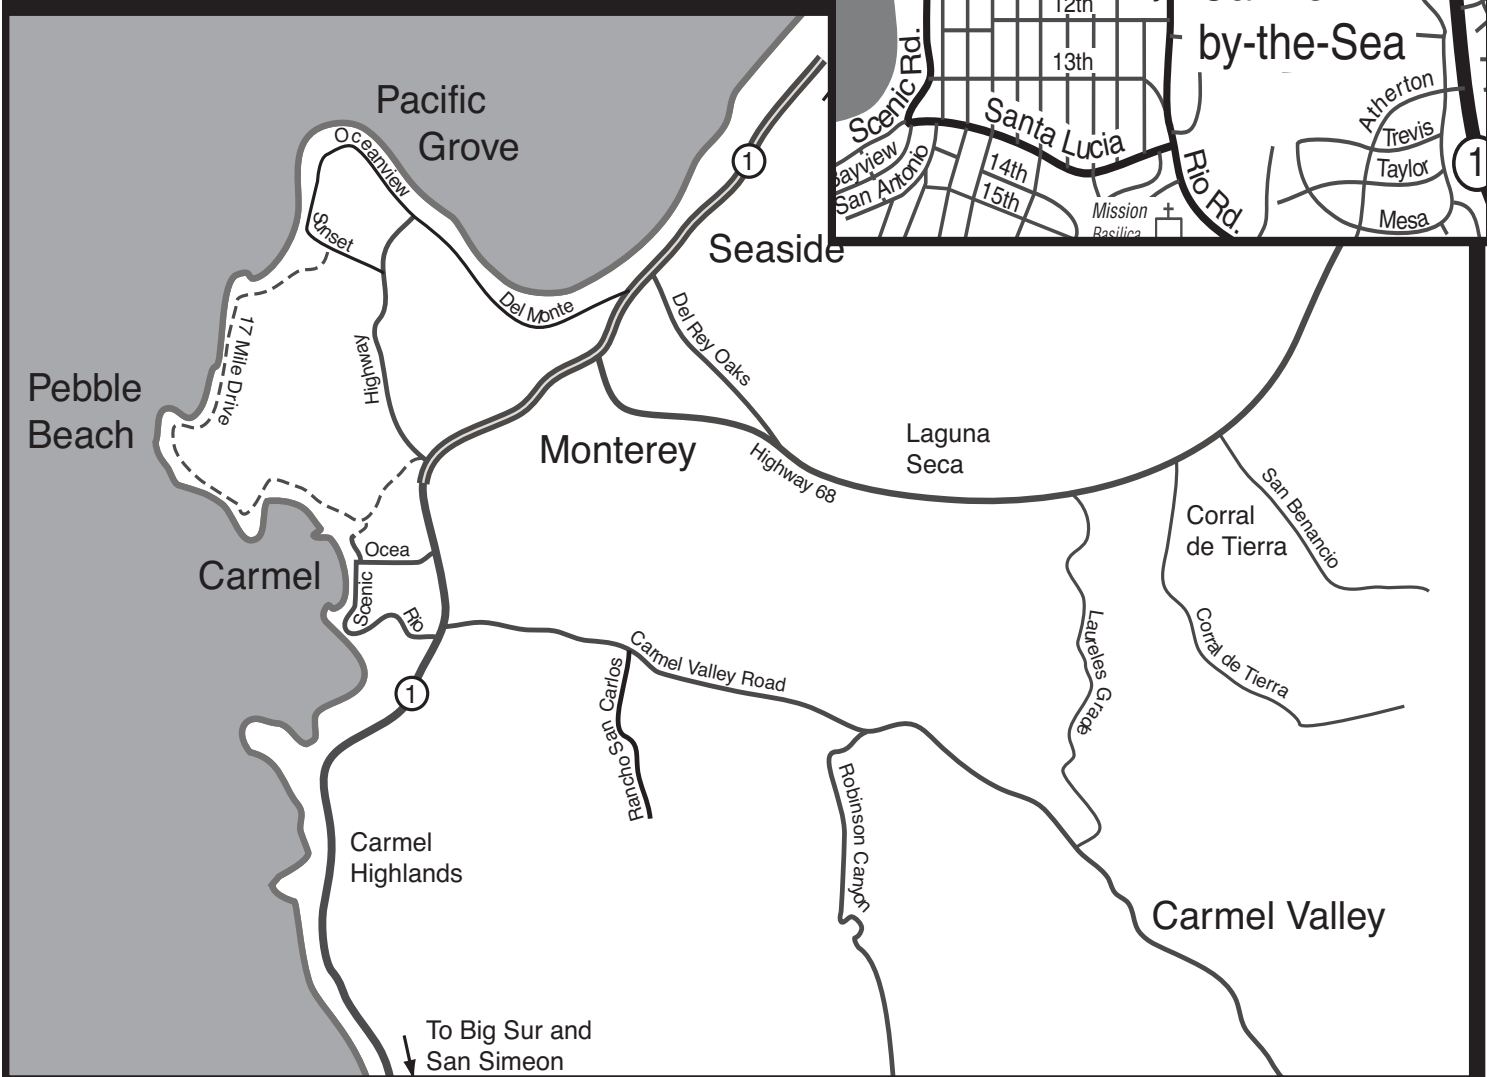 12th
by-the-Sea
13th
Scenic Rd.
Santa Lucia
Atherton
Trevis
Taylor
Mesa
1
San Antonio
14th
15th
Rio Rd.
Mission
Basilica
Pacific
Grove
Oceanview
1
Sunset
Seaside
Del Monte
Del Rey Oaks
17 Mile Drive
Highway
Pebble
Beach
Monterey
Highway 68
Laguna
Seca
San Benancio
Corral
de Tierra
Carmel
Ocea
Scenic
Rio
1
Carmel Valley Road
Rancho San Carlos
Laureles Grade
Corral de Tierra
Robinson Canyon
Carmel
Highlands
Carmel Valley
To Big Sur and
San Simeon